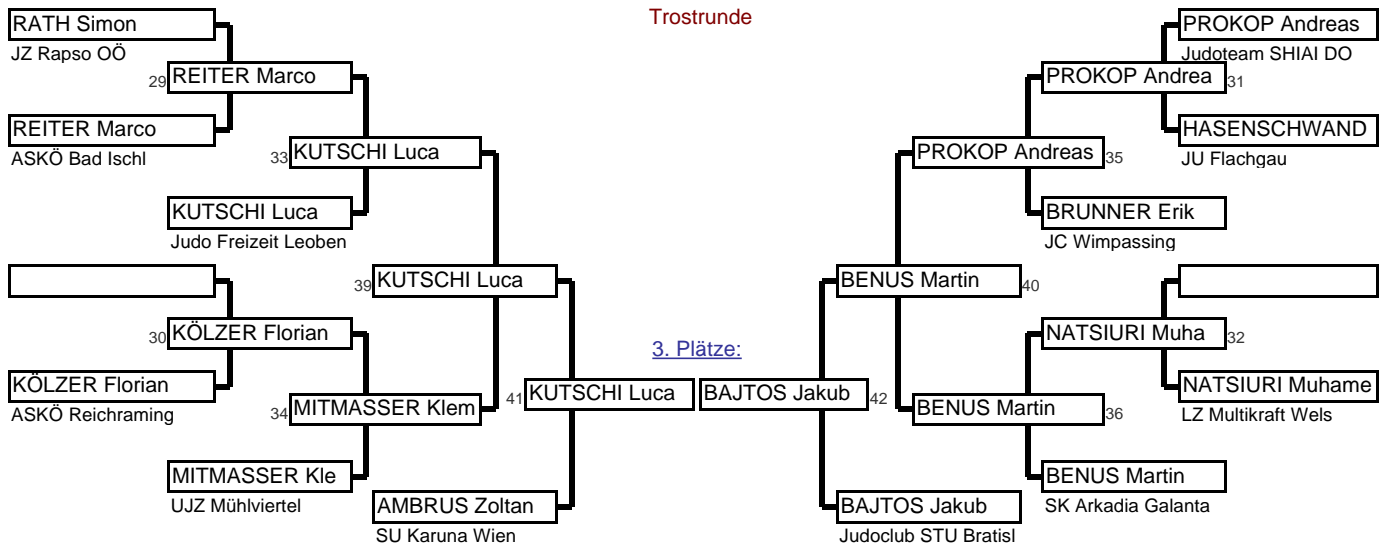 Trostrunde
RATH Simon
JZ Rapso OÖ
29
REITER Marco
REITER Marco
ASKÖ Bad Ischl
33
KUTSCHI Luca
KUTSCHI Luca
Judo Freizeit Leoben
39
KUTSCHI Luca
30
KÖLZER Florian
KÖLZER Florian
ASKÖ Reichraming
34
MITMASSER Klem
MITMASSER Kle
UJZ Mühlviertel
41
KUTSCHI Luca
AMBRUS Zoltan
SU Karuna Wien
3. Plätze:
PROKOP Andreas
Judoteam SHIAI DO
PROKOP Andrea
31
HASENSCHWAND
JU Flachgau
PROKOP Andreas
35
BRUNNER Erik
JC Wimpassing
BENUS Martin
40
NATSIURI Muha
32
NATSIURI Muhame
LZ Multikraft Wels
BENUS Martin
36
BENUS Martin
SK Arkadia Galanta
BAJTOS Jakub
42
BAJTOS Jakub
Judoclub STU Bratisl